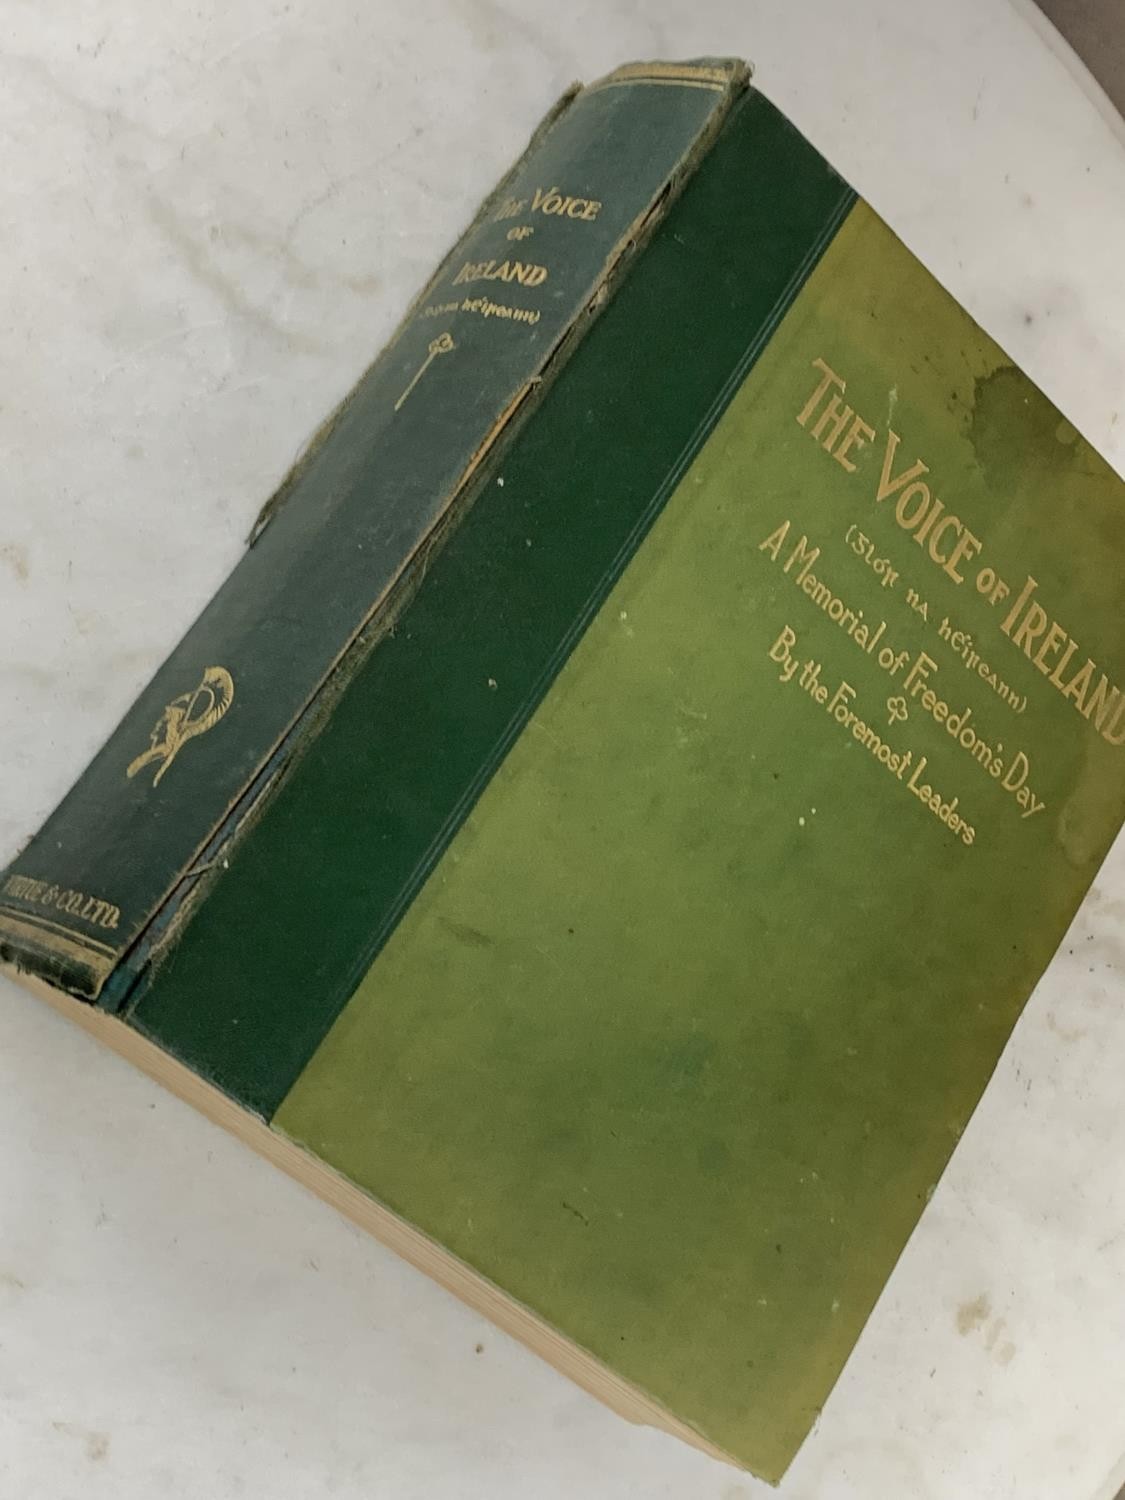 THE VOICE
OF
IRELAND
hÉireann)
VIRTUE & CO. LTD.
THE VOICE OF IRELAND
(Glór na hÉireann)
A Memorial of Freedom's Day
By the Foremost Leaders